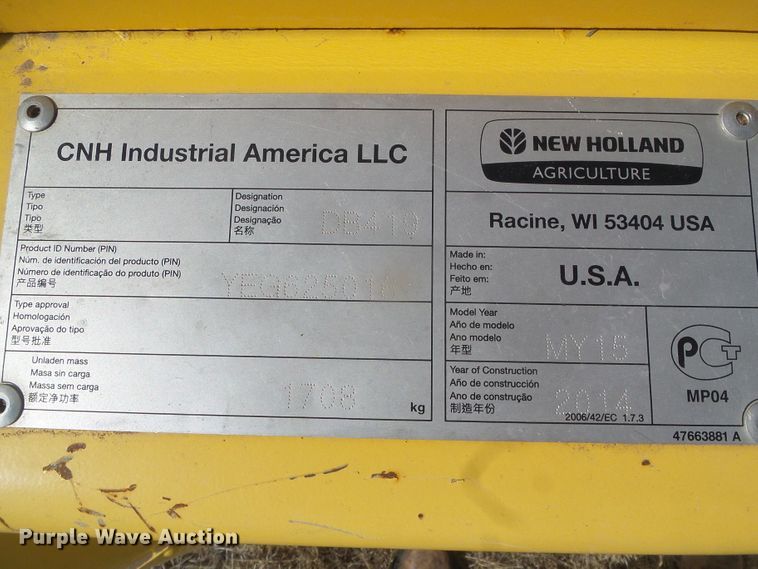 CNH Industrial America LLC
NEW HOLLAND
AGRICULTURE
Racine, WI 53404 USA
Type
Tipo
Tipo
类型
Designation
Designación
Designação
名称
DB419
Product ID Number (PIN)
Núm. de identificación del producto (PIN)
Número de identificação do produto (PIN)
产品编号
Made in:
Hecho en:
Feito em:
产地
U.S.A.
Type approval
Homologación
Aprovação do tipo
型号批准
Model Year
Año de modelo
Ano modelo
年型
MY15
Unladen mass
Masa sin carga
Massa sem carga
额定净功率
1708
kg
Year of Construction
Año de construcción
Ano de construção
制造年份
2014
2006/42/EC 1.7.3
PCT
MP04
47663881 A
Purple Wave Auction